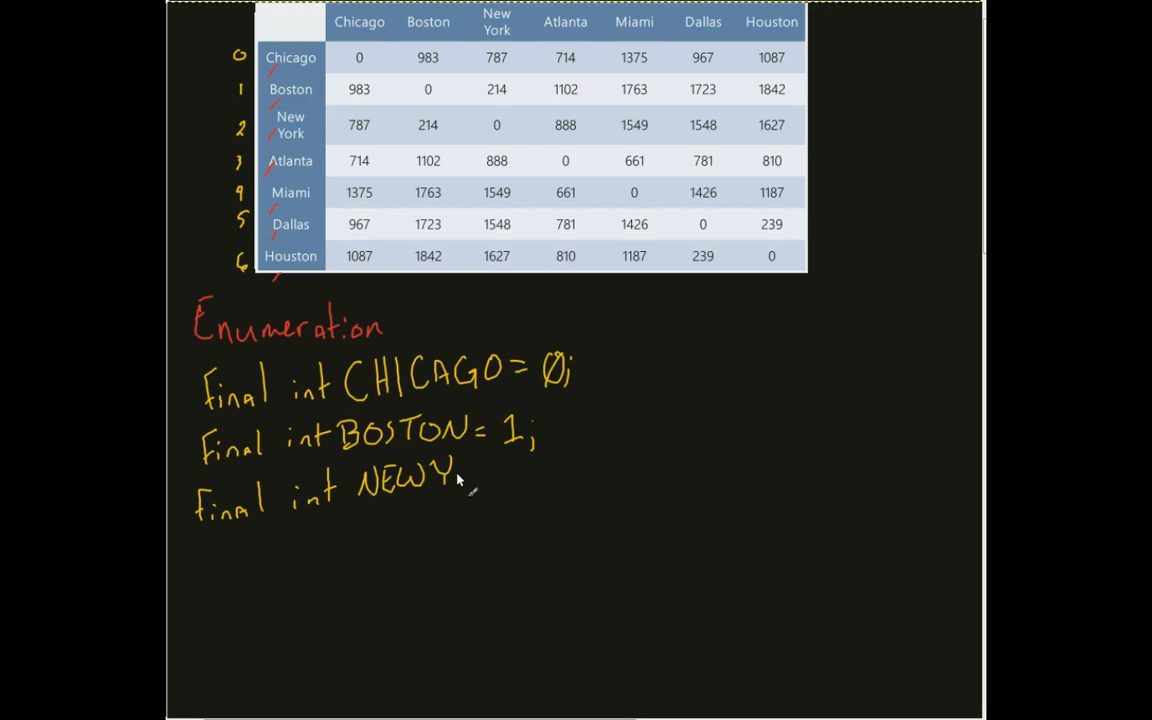 Chicago Boston New York Atlanta Miami Dallas Houston
0 Chicago 0 983 787 714 1375 967 1087
1 Boston 983 0 214 1102 1763 1723 1842
2 New York 787 214 0 888 1549 1548 1627
3 Atlanta 714 1102 888 0 661 781 810
4 Miami 1375 1763 1549 661 0 1426 1187
5 Dallas 967 1723 1548 781 1426 0 239
6 Houston 1087 1842 1627 810 1187 239 0
Enumeration
final int CHICAGO = 0;
final int BOSTON = 1;
final int NEWY